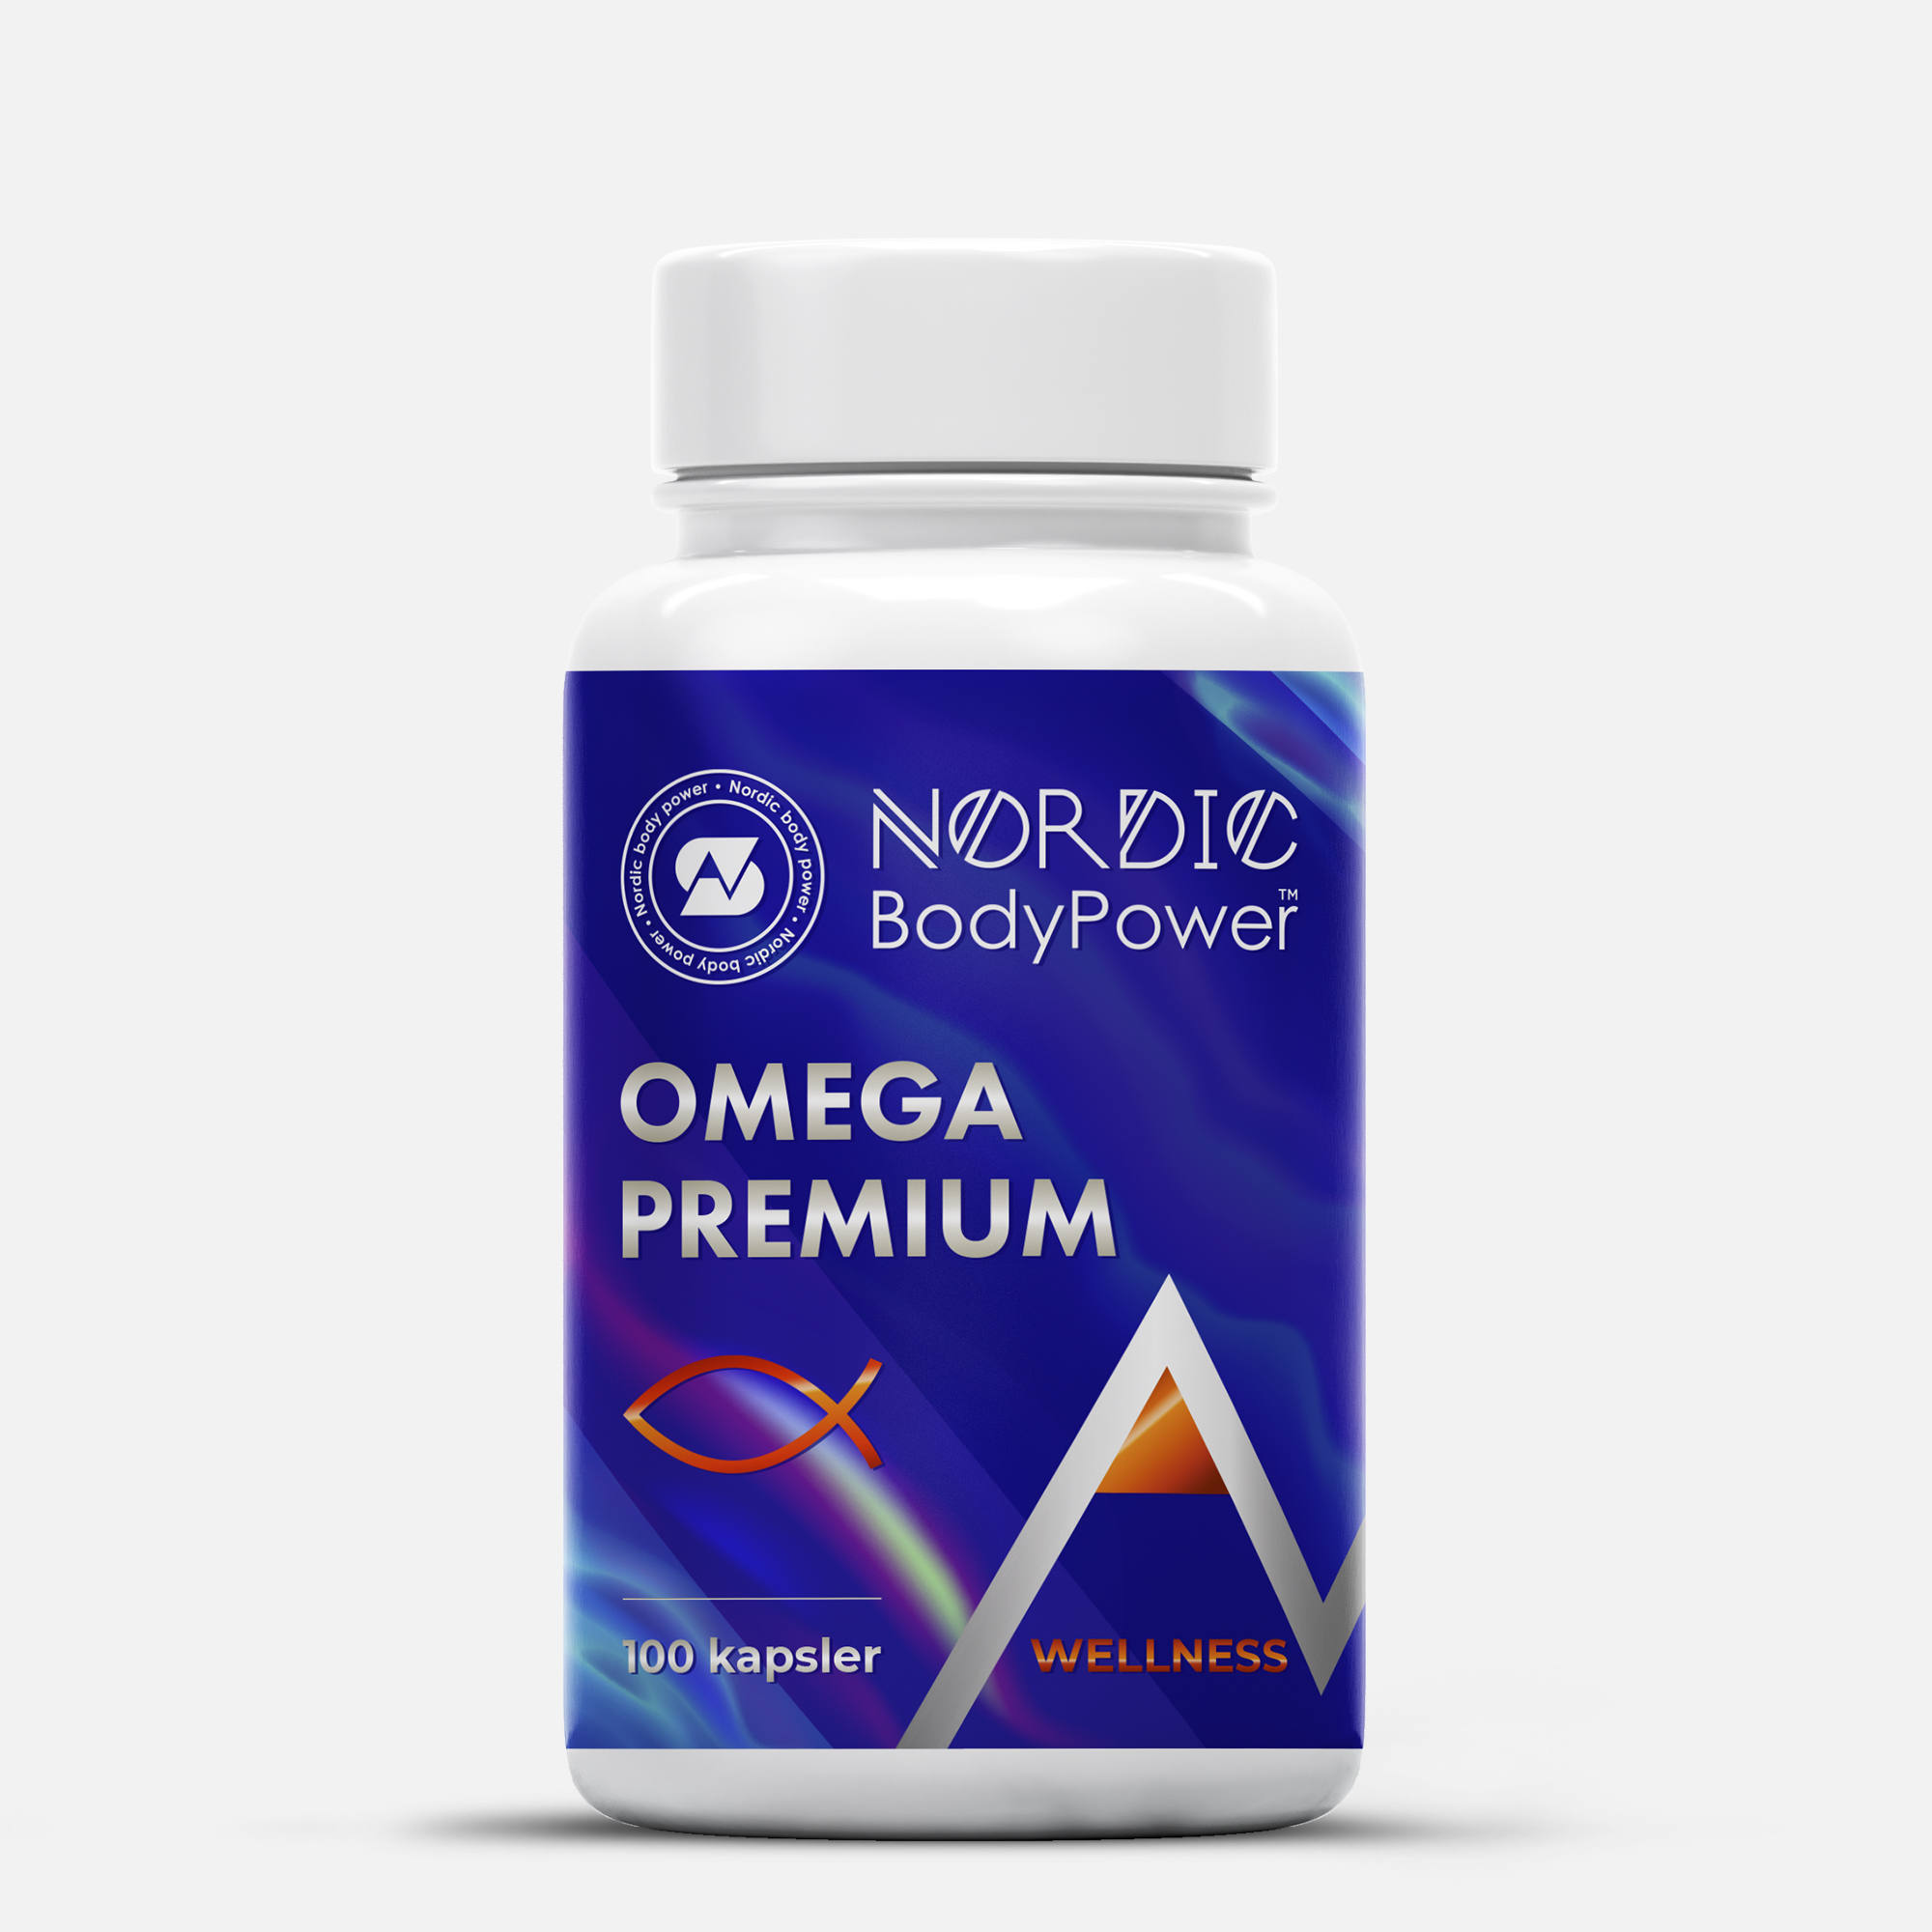 Nordic body power • Nordic body power • Nordic body power •
NORDIC
BodyPower™
OMEGA
PREMIUM
100 kapsler
WELLNESS